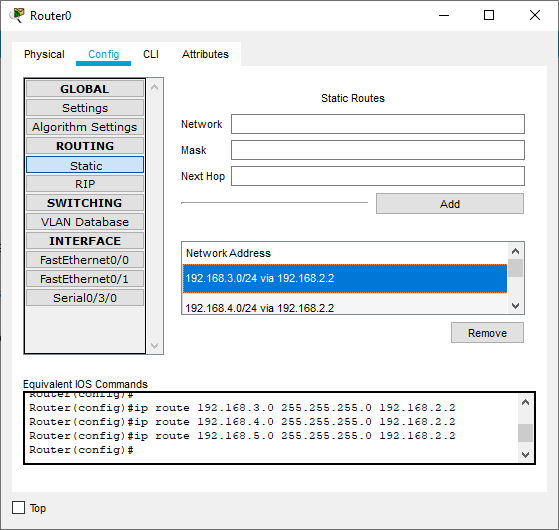 Router0
Physical Config CLI Attributes
GLOBAL
Settings
Algorithm Settings
ROUTING
Static
RIP
SWITCHING
VLAN Database
INTERFACE
FastEthernet0/0
FastEthernet0/1
Serial0/3/0
Static Routes
Network
Mask
Next Hop
Add
Network Address
192.168.3.0/24 via 192.168.2.2
192.168.4.0/24 via 192.168.2.2
Remove
Equivalent IOS Commands
Router(config)#
Router(config)#ip route 192.168.3.0 255.255.255.0 192.168.2.2
Router(config)#ip route 192.168.4.0 255.255.255.0 192.168.2.2
Router(config)#ip route 192.168.5.0 255.255.255.0 192.168.2.2
Router(config)#
Top